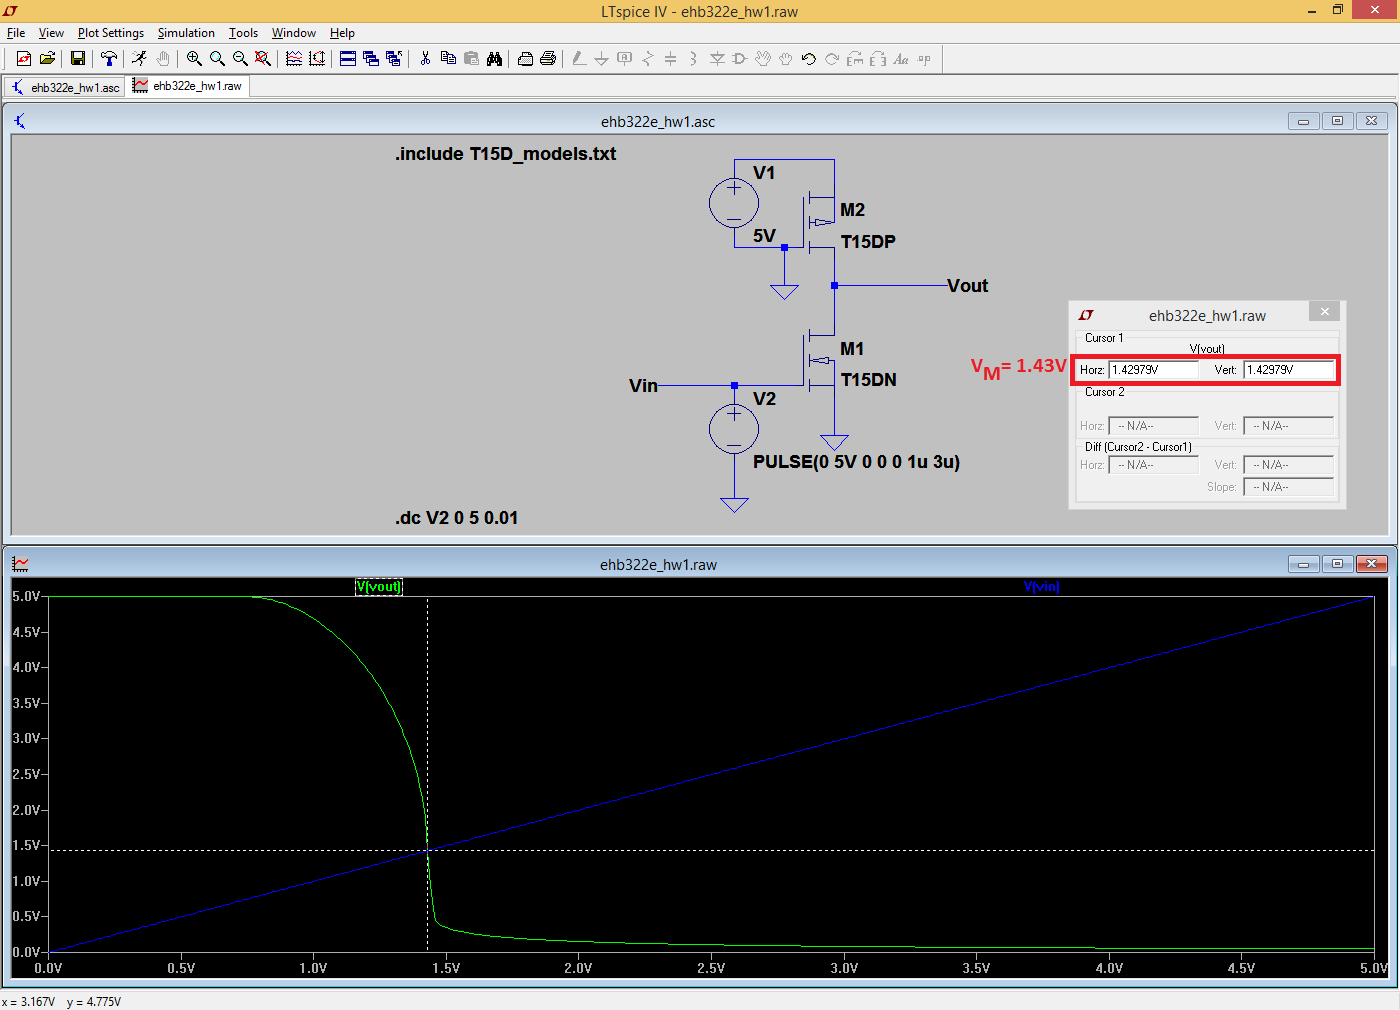 LTspice IV - ehb322e_hw1.raw
File View Plot Settings Simulation Tools Window Help
ehb322e_hw1.asc ehb322e_hw1.raw
ehb322e_hw1.asc
.include T15D_models.txt
V1
5V
M2
T15DP
Vout
M1
T15DN
Vin
V2
PULSE(0 5V 0 0 0 1u 3u)
.dc V2 0 5 0.01
VM= 1.43V
ehb322e_hw1.raw
Cursor 1
V(vout)
Horz: 1.42979V Vert: 1.42979V
Cursor 2
Horz: -- N/A-- Vert: -- N/A--
Diff (Cursor2 - Cursor1)
Horz: -- N/A-- Vert: -- N/A--
Slope: -- N/A--
ehb322e_hw1.raw
V(vout) V(vin)
5.0V
4.5V
4.0V
3.5V
3.0V
2.5V
2.0V
1.5V
1.0V
0.5V
0.0V
0.0V 0.5V 1.0V 1.5V 2.0V 2.5V 3.0V 3.5V 4.0V 4.5V 5.0V
x = 3.167V y = 4.775V